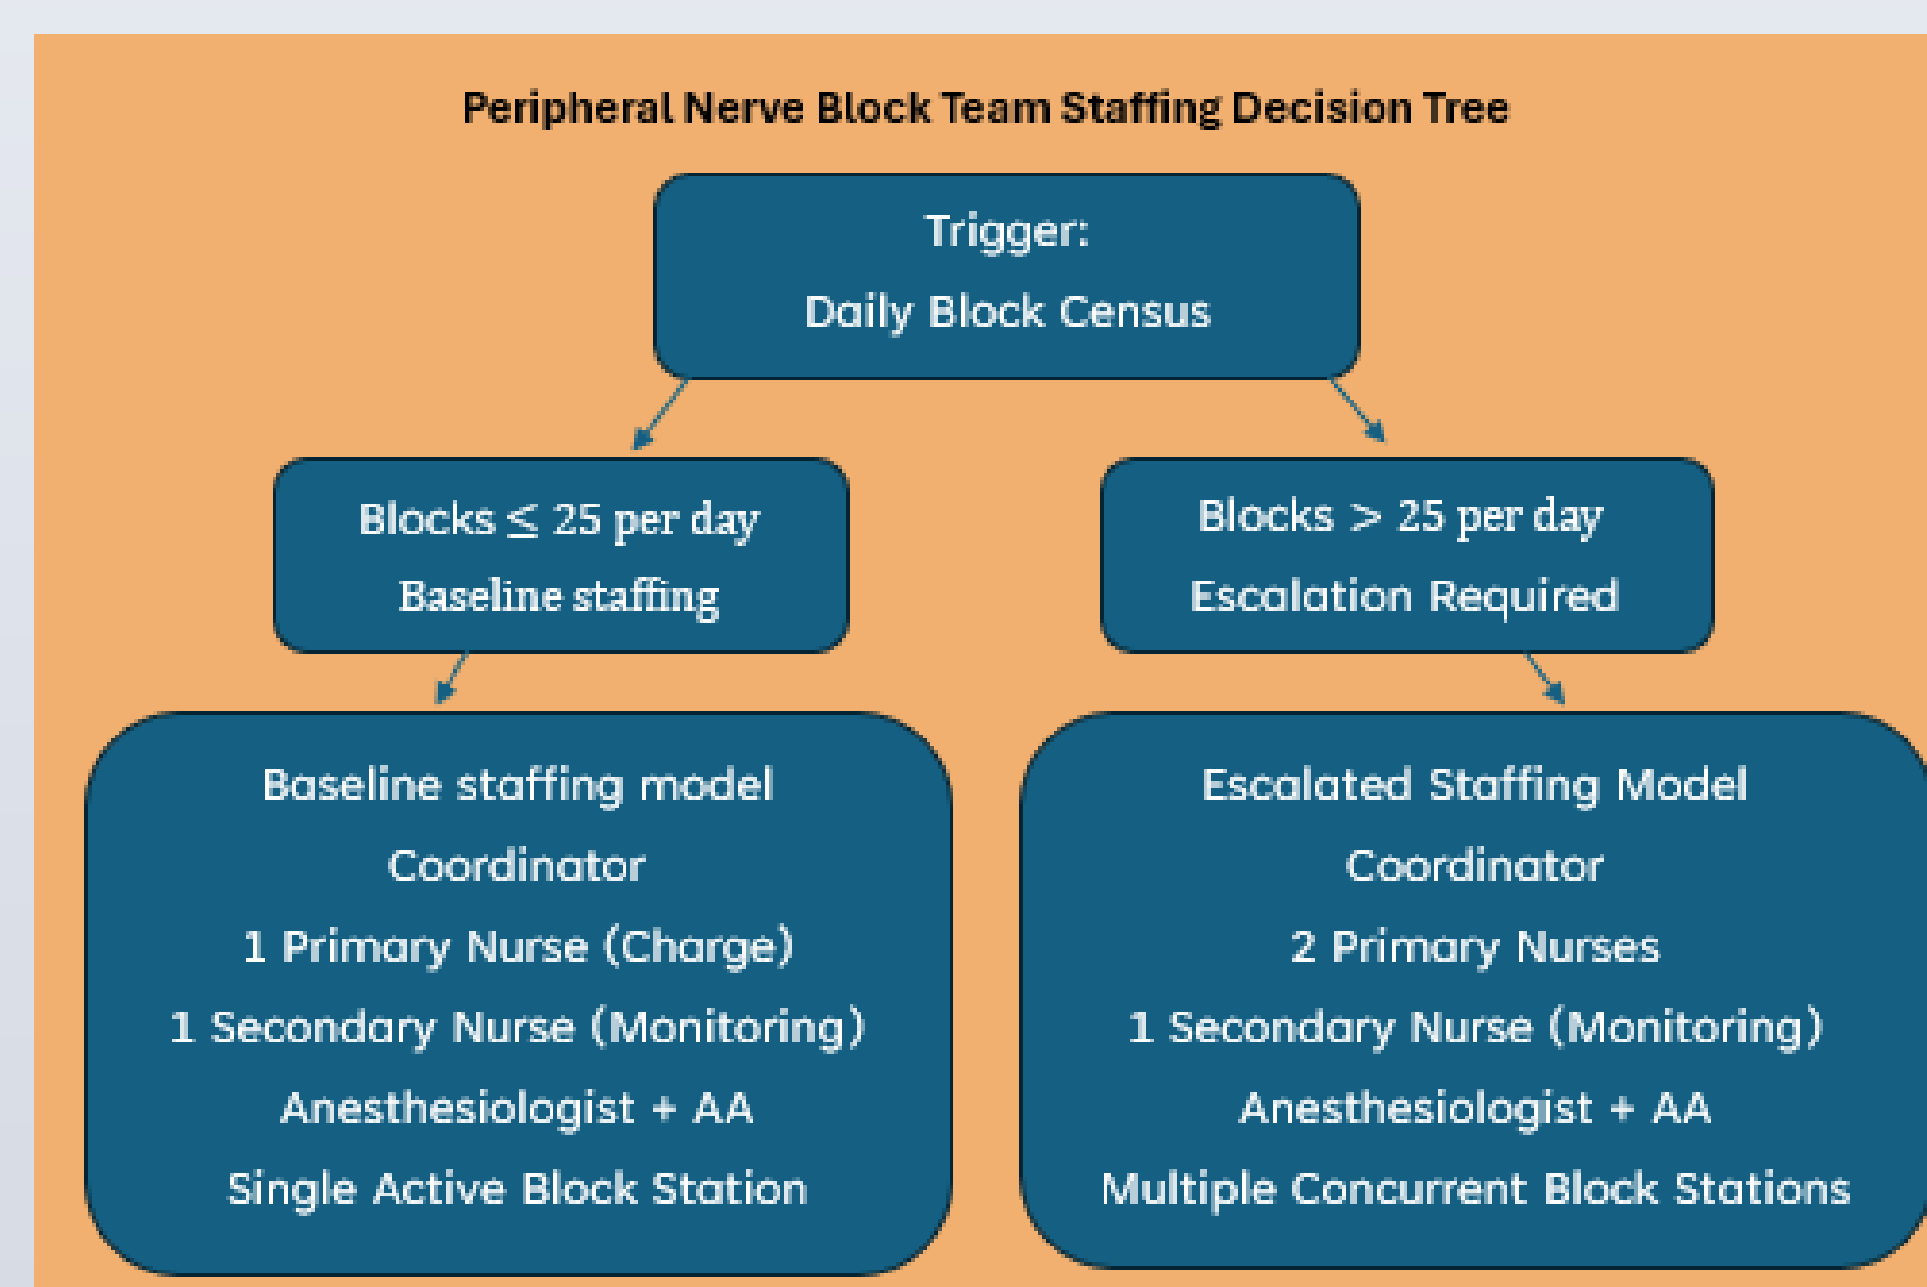 Peripheral Nerve Block Team Staffing Decision Tree
Trigger:
Daily Block Census
Blocks ≤ 25 per day
Baseline staffing
Blocks > 25 per day
Escalation Required
Baseline staffing model
Coordinator
1 Primary Nurse (Charge)
1 Secondary Nurse (Monitoring)
Anesthesiologist + AA
Single Active Block Station
Escalated Staffing Model
Coordinator
2 Primary Nurses
1 Secondary Nurse (Monitoring)
Anesthesiologist + AA
Multiple Concurrent Block Stations